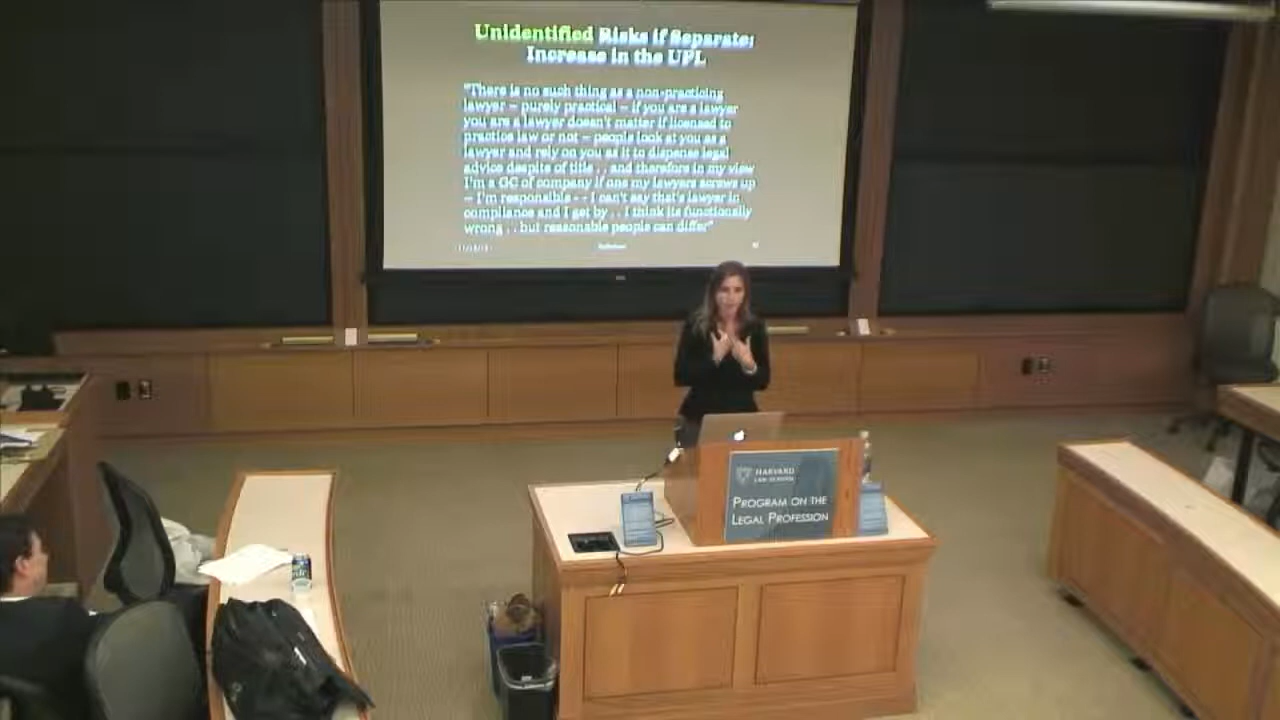 Unidentified Risks if Separate:
Increase in the UPL
"There is no such thing as a non-practicing
lawyer – purely practical – if you are a lawyer
you are a lawyer doesn't matter if licensed to
practice law or not – people look at you as a
lawyer and rely on you as it to dispense legal
advice despite of title . . and therefore in my view
I'm a GC of company if one my lawyers screws up
– I'm responsible - - I can't say that's lawyer in
compliance and I get by . . I think its functionally
wrong . . but reasonable people can differ"
HARVARD
LAW SCHOOL
PROGRAM ON THE
LEGAL PROFESSION